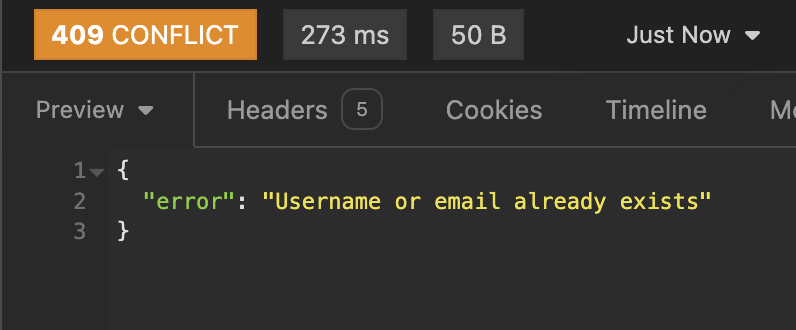 409 CONFLICT 273 ms 50 B Just Now
Preview Headers 5 Cookies Timeline
1 {
2 "error": "Username or email already exists"
3 }